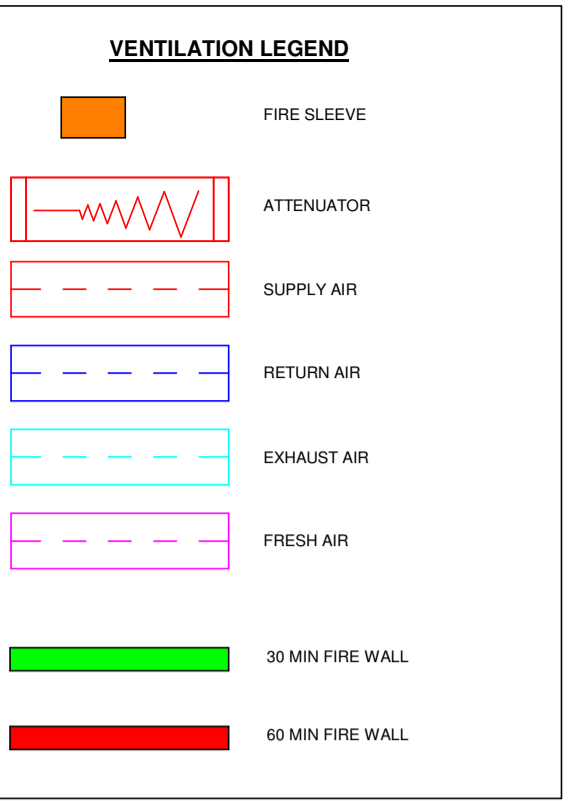 VENTILATION LEGEND
FIRE SLEEVE
ATTENUATOR
SUPPLY AIR
RETURN AIR
EXHAUST AIR
FRESH AIR
30 MIN FIRE WALL
60 MIN FIRE WALL